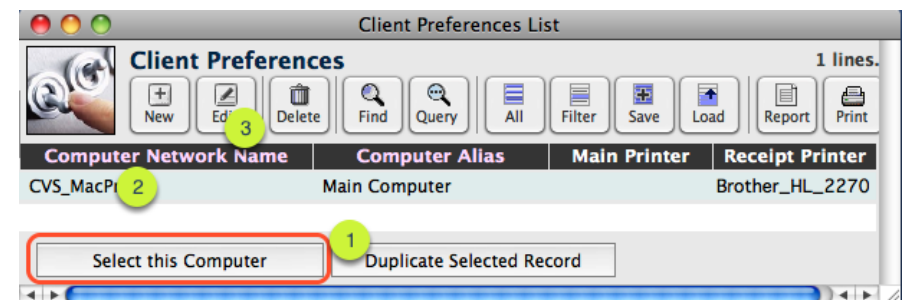 Client Preferences List
Client Preferences
1 lines.
New Edit Delete Find Query All Filter Save Load Report Print
3
Computer Network Name Computer Alias Main Printer Receipt Printer
2 Main Computer Brother_HL_2270
1
Select this Computer Duplicate Selected Record